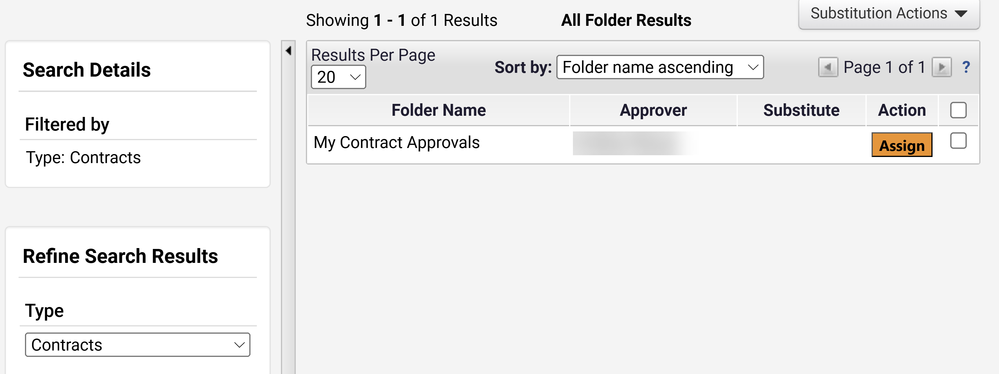 Showing 1 - 1 of 1 Results
All Folder Results
Substitution Actions
Search Details
Filtered by
Type: Contracts
Refine Search Results
Type
Contracts
Results Per Page
20
Sort by: Folder name ascending
Page 1 of 1 ?
Folder Name Approver Substitute Action
My Contract Approvals Assign